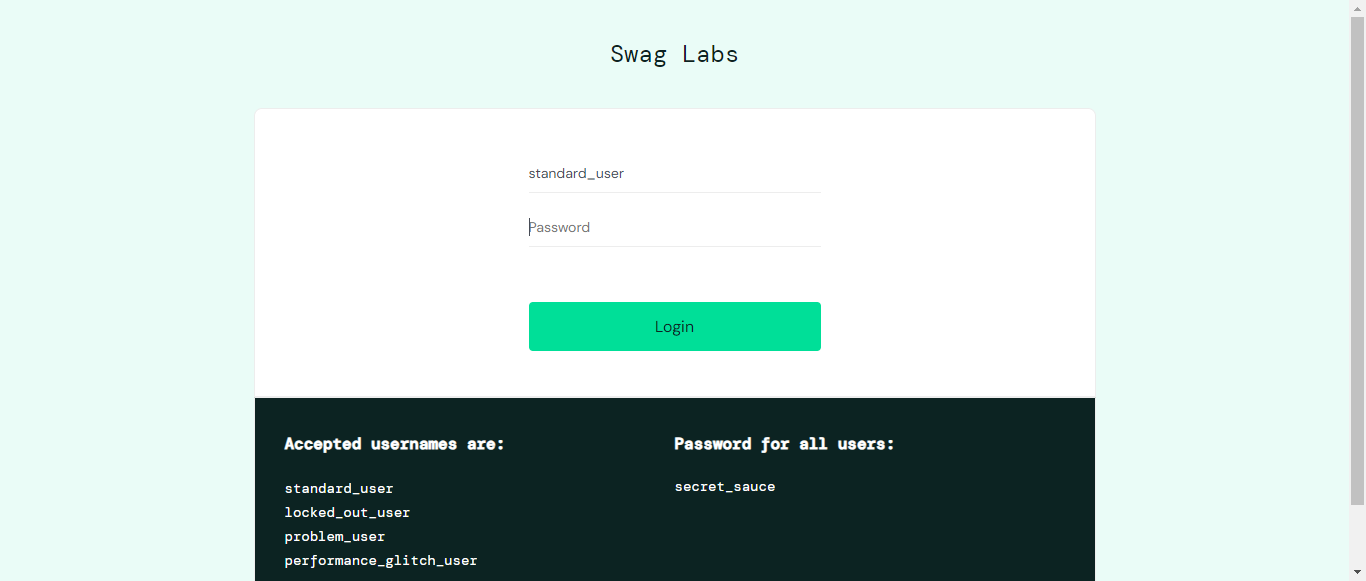 Swag Labs
standard_user
Password
Login
Accepted usernames are:
standard_user
locked_out_user
problem_user
performance_glitch_user
Password for all users:
secret_sauce